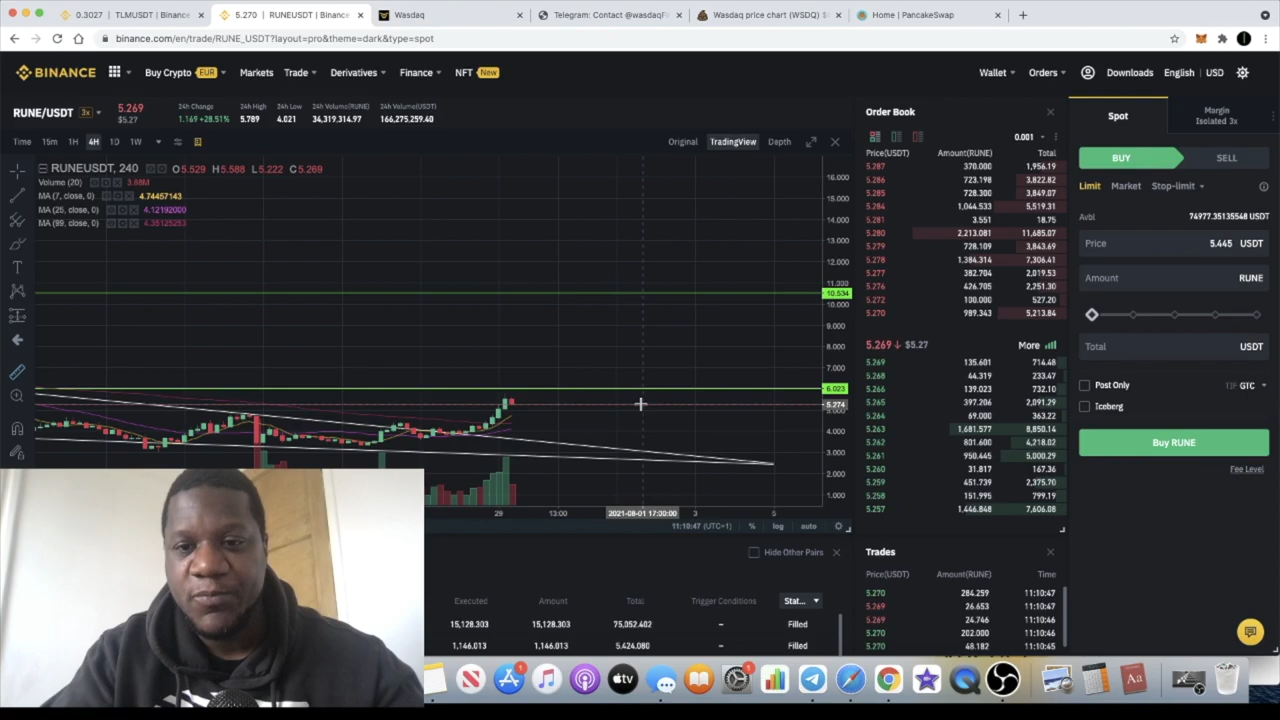 0.3027 | TLMUSDT | Binanc
5.270 | RUNEUSDT | Binanc
Wasdaq
Telegram: Contact @wasdaqFi
Wasdaq price chart (WSDQ) $
Home | PancakeSwap
binance.com/en/trade/RUNE_USDT?layout=pro&theme=dark&type=spot
BINANCE
Buy Crypto EUR
Markets
Trade
Derivatives
Finance
NFT New
Wallet
Orders
Downloads
English | USD
RUNE/USDT 3x
5.269
$5.27
24h Change
1.169 +28.51%
24h High
5.789
24h Low
4.021
24h Volume(RUNE)
34,319,314.97
24h Volume(USDT)
166,275,259.40
Time 15m 1H 4H 1D 1W
Original TradingView Depth
RUNEUSDT, 240 O5.529 H5.588 L5.222 C5.269
Volume (20) 3.88M
MA (7, close, 0) 4.74457143
MA (25, close, 0) 4.12192000
MA (99, close, 0) 4.35125253
16.000
15.000
14.000
13.000
12.000
11.000
10.534
10.000
9.000
8.000
7.000
6.023
5.274
5.000
4.000
3.000
2.000
1.000
29 13:00 2021-08-01 17:00:00 3 5
11:10:47 (UTC+1) % log auto
Order Book
0.001
Price(USDT) Amount(RUNE) Total
5.287 370.000 1,956.19
5.286 723.198 3,822.82
5.285 728.300 3,849.07
5.284 1,044.533 5,519.31
5.281 3.551 18.75
5.280 2,213.081 11,685.07
5.279 728.109 3,843.69
5.278 1,384.314 7,306.41
5.277 382.704 2,019.53
5.276 426.705 2,251.30
5.272 100.000 527.20
5.270 989.343 5,213.84
5.269 $5.27 More
5.269 135.601 714.48
5.268 44.319 233.47
5.266 139.023 732.10
5.265 397.206 2,091.29
5.264 69.000 363.22
5.263 1,681.577 8,850.14
5.262 801.600 4,218.02
5.261 950.445 5,000.29
5.260 31.817 167.36
5.259 451.739 2,375.70
5.258 151.995 799.19
5.257 1,446.848 7,606.08
Trades
Price(USDT) Amount(RUNE) Time
5.270 284.259 11:10:47
5.269 26.653 11:10:47
5.269 24.746 11:10:46
5.270 202.000 11:10:46
5.270 48.182 11:10:45
Spot
Margin
Isolated 3x
BUY SELL
Limit Market Stop-limit
Avbl 74977.35135548 USDT
Price 5.445 USDT
Amount RUNE
Total USDT
Post Only TIF GTC
Iceberg
Buy RUNE
Fee Level
Hide Other Pairs
Executed Amount Total Trigger Conditions Stat...
15,128.303 15,128.303 75,052.402 – Filled
1,146.013 1,146.013 5,424.080 – Filled
1
tv
1